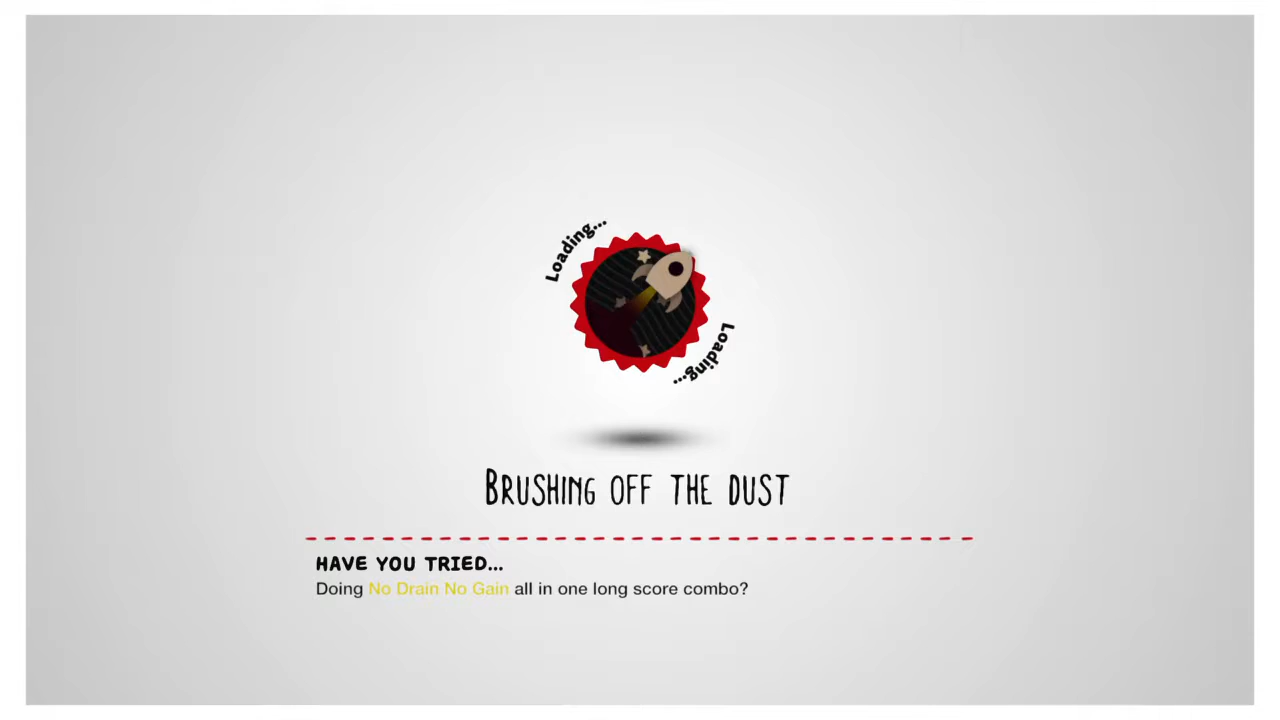 Loading...
Loading...
Brushing off the dust
HAVE YOU TRIED...
Doing No Drain No Gain all in one long score combo?